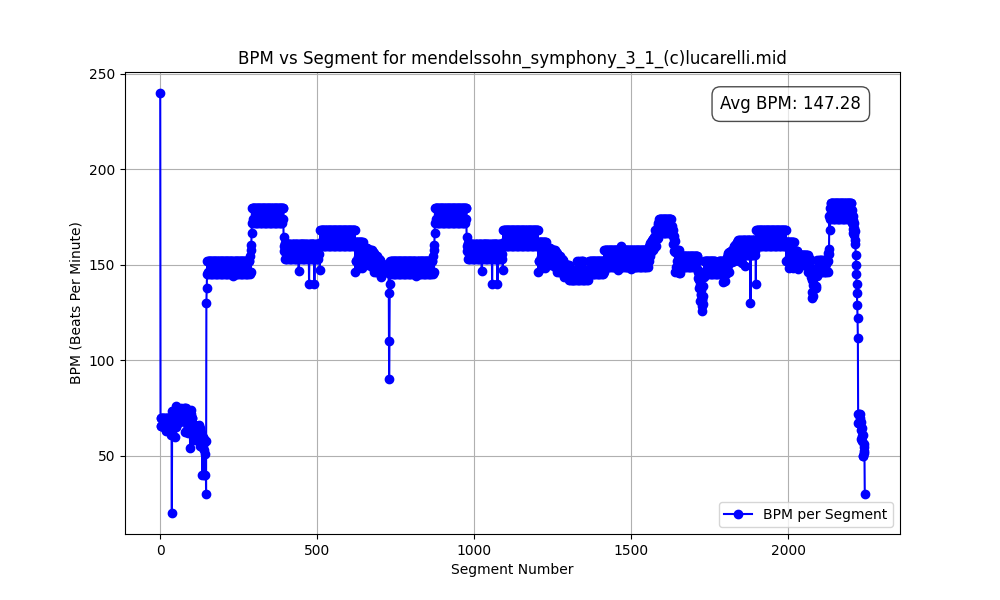 BPM vs Segment for mendelssohn_symphony_3_1_(c)lucarelli.mid
Avg BPM: 147.28
BPM (Beats Per Minute)
250
200
150
100
50
BPM per Segment
0 500 1000 1500 2000
Segment Number